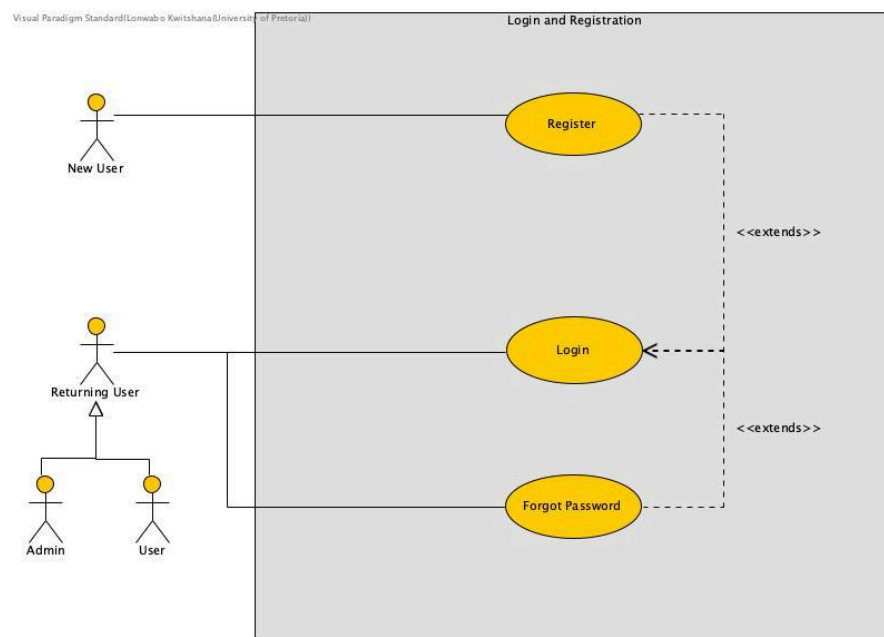 Visual Paradigm Standard(Lonwabo Kwitshana(University of Pretoria))
Login and Registration
Register
New User
<<extends>>
Login
Returning User
<<extends>>
Forgot Password
Admin
User